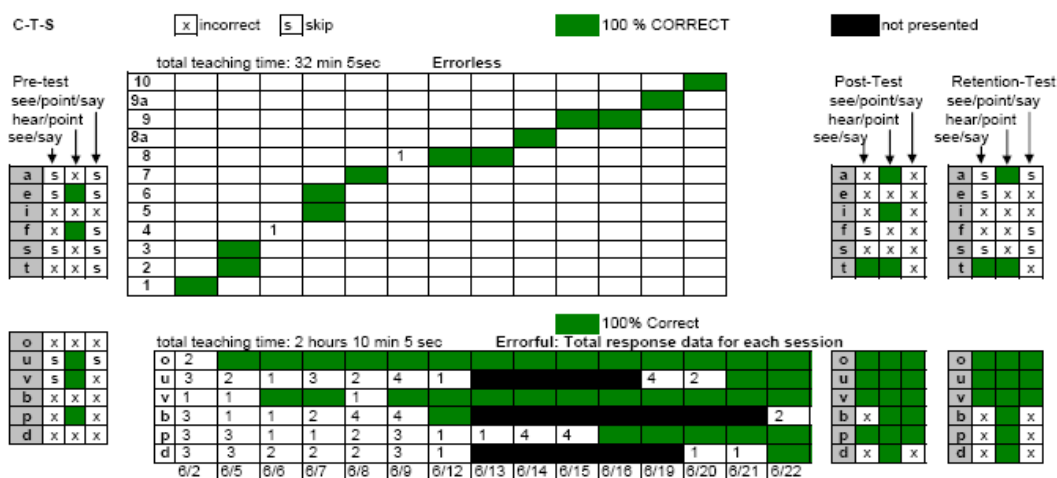 C-T-S x incorrect s skip 100 % CORRECT not presented
total teaching time: 32 min 5sec Errorless
Pre-test
see/point/say
hear/point
see/say
a s x s
e s s
i x x x
f x s
s s x s
t x x s
10
9a
9
8a
8 1
7
6
5
4 1
3
2
1
Post-Test
see/point/say
hear/point
see/say
a x x
e x x x
i x x
f s x x
s x x x
t x
Retention-Test
see/point/say
hear/point
see/say
a s s
e s x x
i x x x
f x x s
s s x s
t x
100% Correct
total teaching time: 2 hours 10 min 5 sec Errorful: Total response data for each session
o x x x
u s s
v s x
b x x x
p x x
d x x x
o 2
u 3 2 1 3 2 4 1 4 2
v 1 1 1
b 3 1 1 2 4 4 2
p 3 3 1 1 2 3 1 1 4 4
d 3 3 2 2 2 3 1 1 1
6/2 6/5 6/6 6/7 6/8 6/9 6/12 6/13 6/14 6/15 6/16 6/19 6/20 6/21 6/22
o
u
v
b x
p
d x x
o
u
v
b x x
p x x
d x x